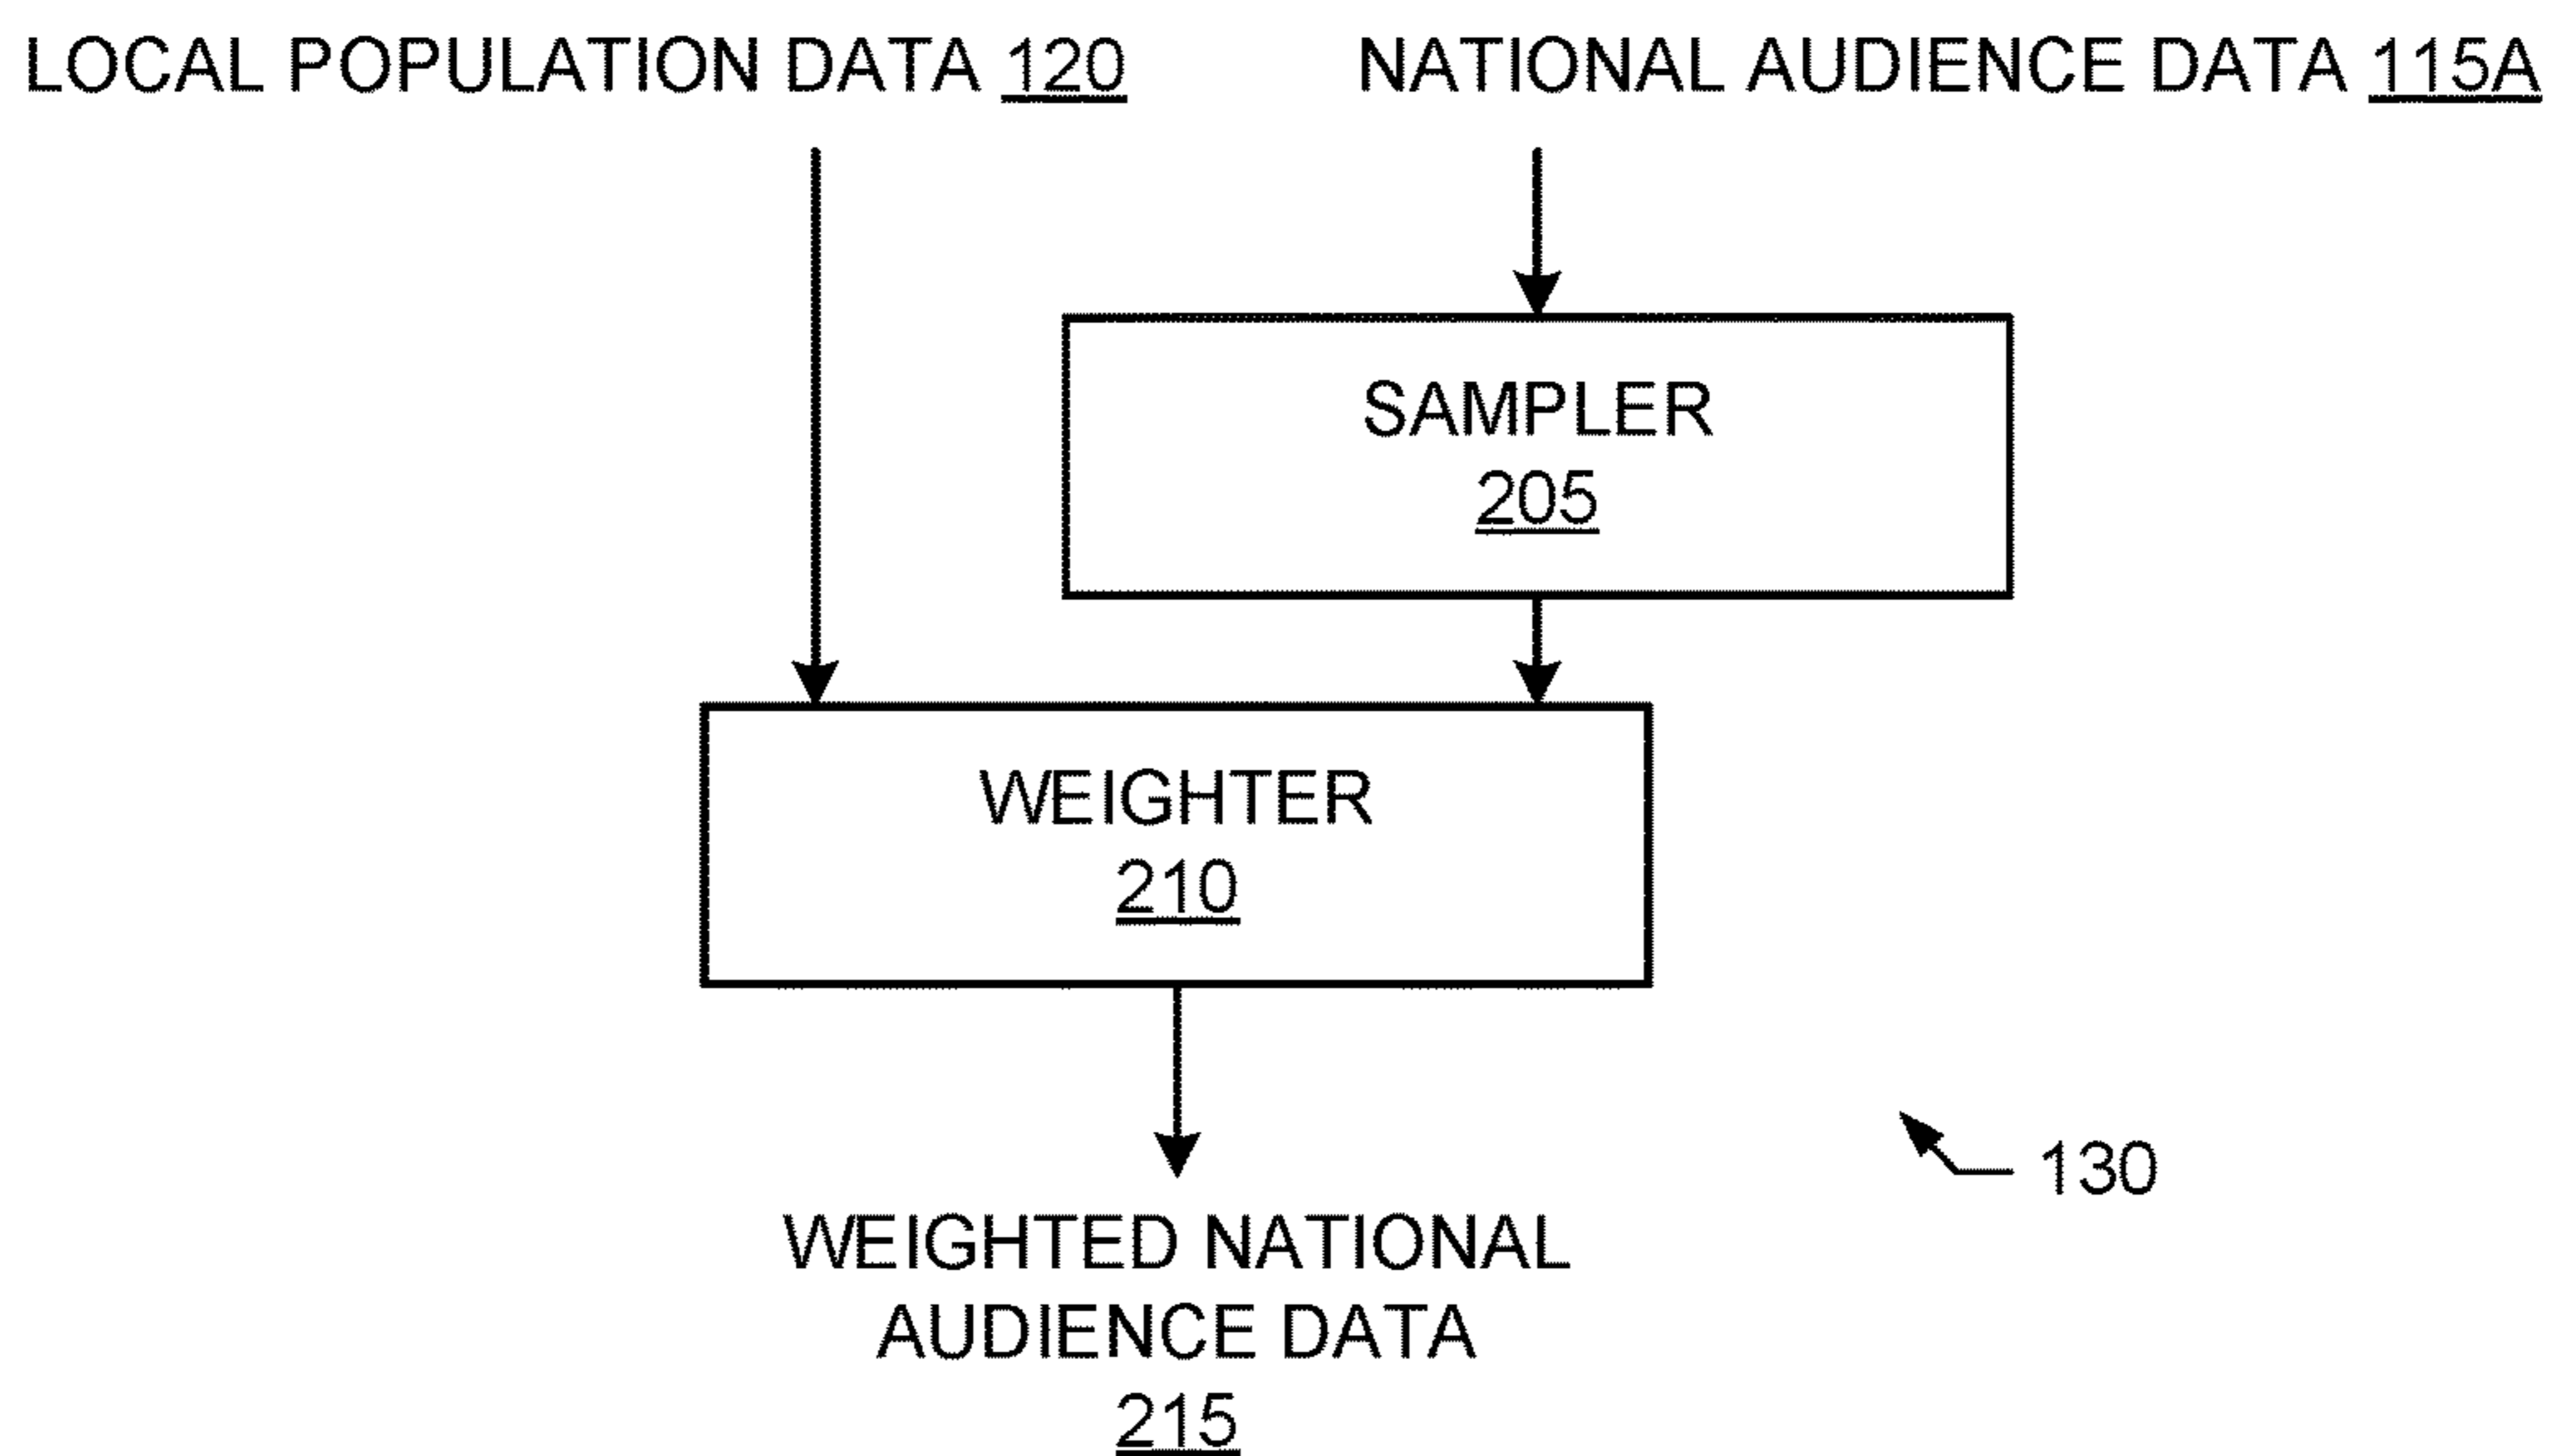 LOCAL POPULATION DATA 120
NATIONAL AUDIENCE DATA 115A
SAMPLER
205
WEIGHTER
210
130
WEIGHTED NATIONAL
AUDIENCE DATA
215